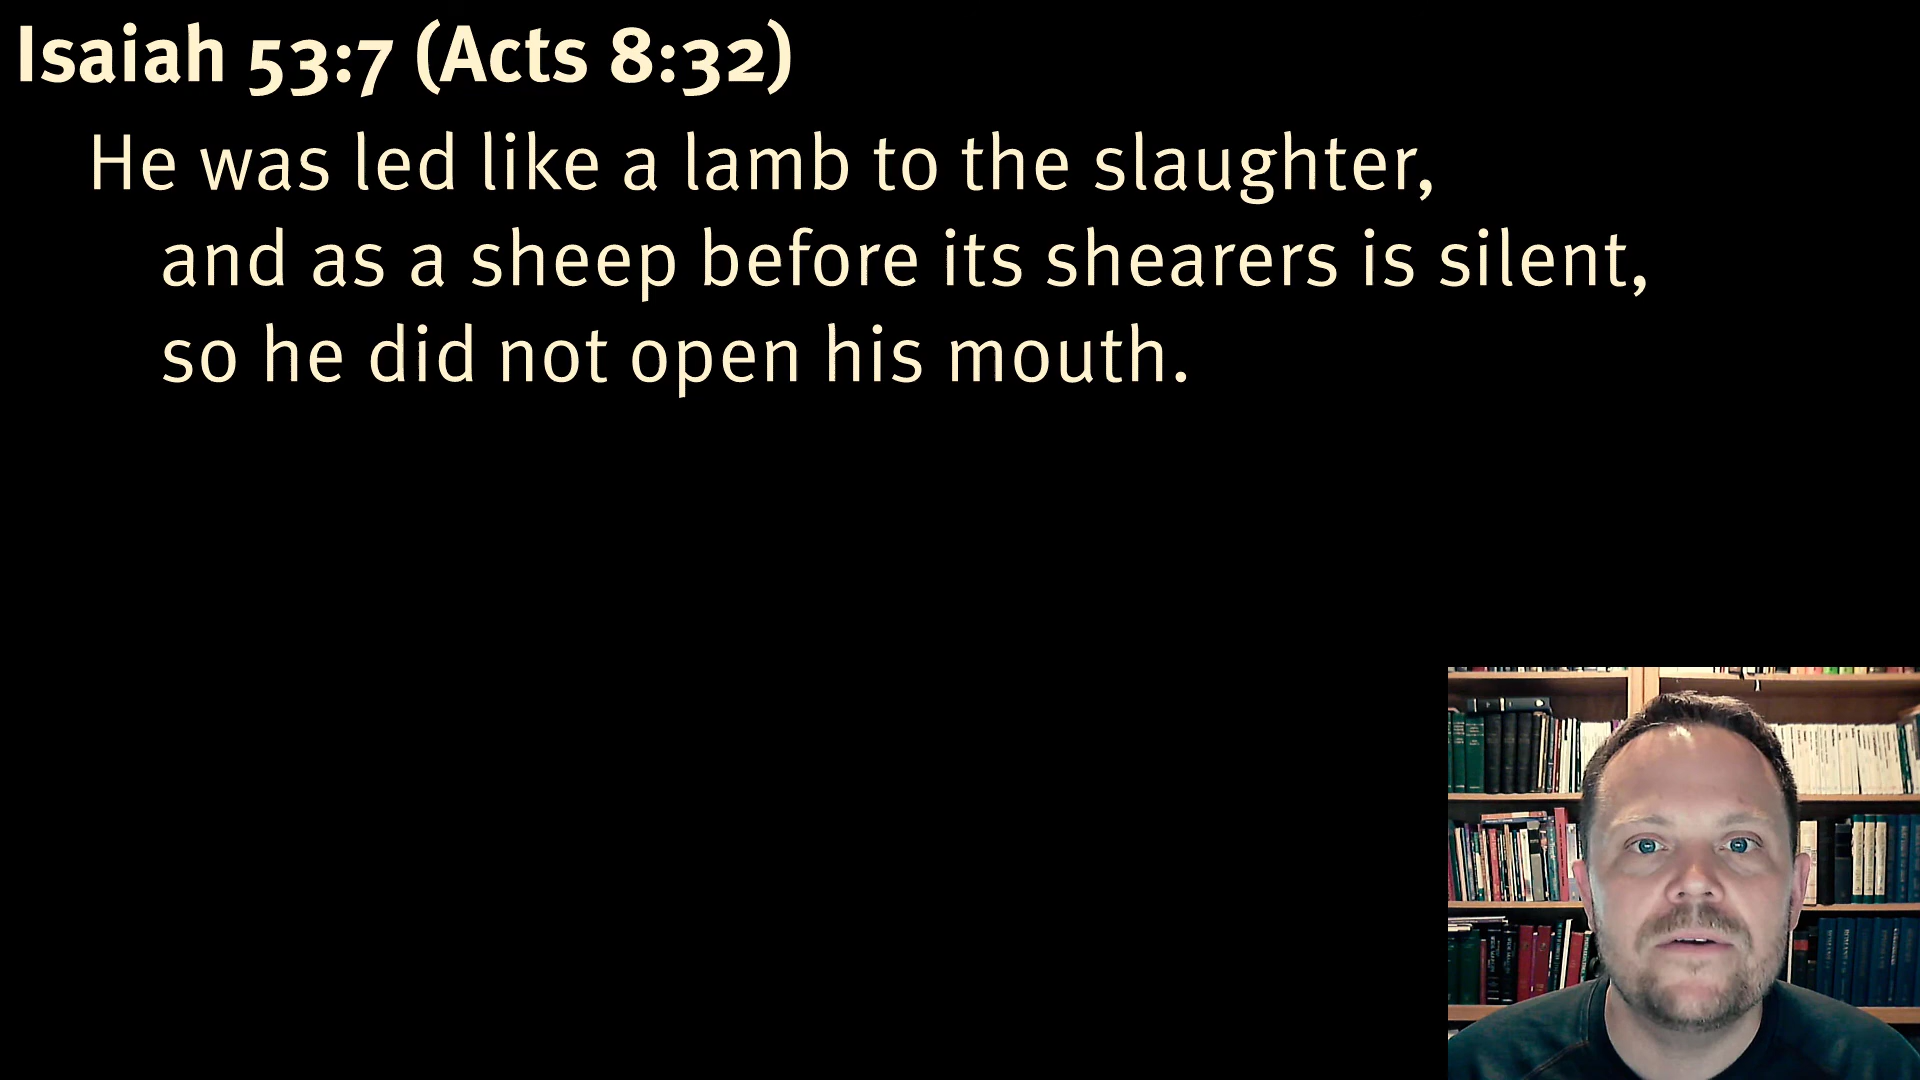 Isaiah 53:7 (Acts 8:32)
He was led like a lamb to the slaughter,
and as a sheep before its shearers is silent,
so he did not open his mouth.